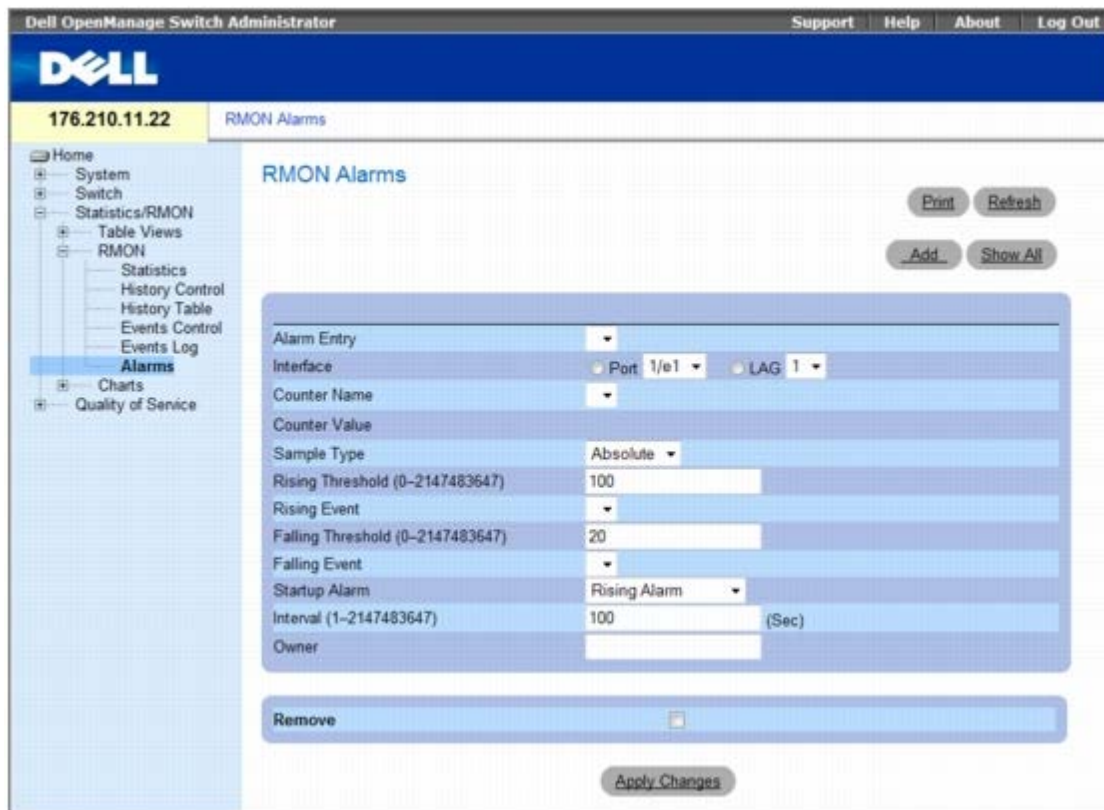 Dell OpenManage Switch Administrator Support Help About Log Out
DELL
176.210.11.22 RMON Alarms
Home
System
Switch
Statistics/RMON
Table Views
RMON
Statistics
History Control
History Table
Events Control
Events Log
Alarms
Charts
Quality of Service
RMON Alarms
Print Refresh
Add Show All
Alarm Entry
Interface Port 1/e1 LAG 1
Counter Name
Counter Value
Sample Type Absolute
Rising Threshold (0–2147483647) 100
Rising Event
Falling Threshold (0–2147483647) 20
Falling Event
Startup Alarm Rising Alarm
Interval (1–2147483647) 100 (Sec)
Owner
Remove
Apply Changes